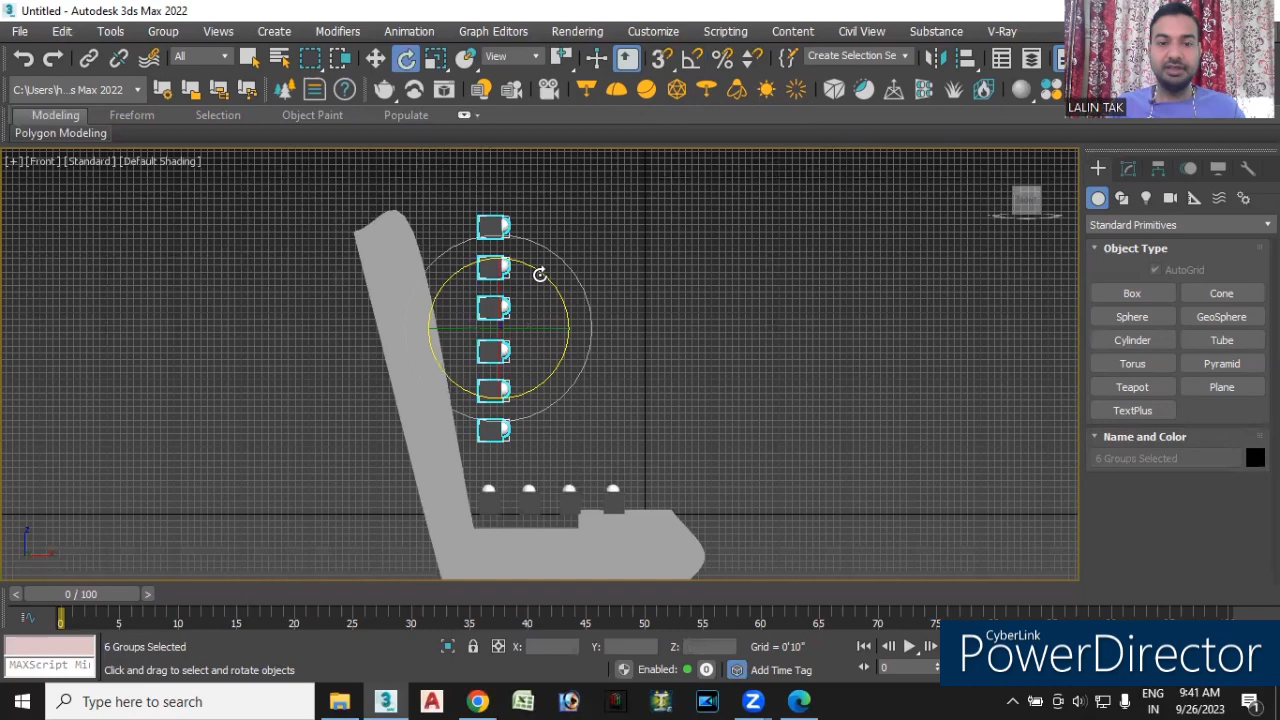 Untitled - Autodesk 3ds Max 2022
File Edit Tools Group Views Create Modifiers Animation Graph Editors Rendering Customize Scripting Content Civil View Substance V-Ray
All View Create Selection Se
C:\Users\h...s Max 2022
Modeling Freeform Selection Object Paint Populate
Polygon Modeling
LALIN TAK
[+] [Front] [Standard] [Default Shading]
FRONT
Standard Primitives
Object Type
AutoGrid
Box Cone
Sphere GeoSphere
Cylinder Tube
Torus Pyramid
Teapot Plane
TextPlus
Name and Color
6 Groups Selected
z
x
< 0 / 100 >
0 5 10 15 20 25 30 35 40 45 50 55 60 65 70 75
6 Groups Selected X: Y: Z: Grid = 0'10"
MAXScript Mi
Click and drag to select and rotate objects
Enabled: 0 Add Time Tag
0
CyberLink
PowerDirector
Type here to search
ENG
IN
9:41 AM
9/26/2023